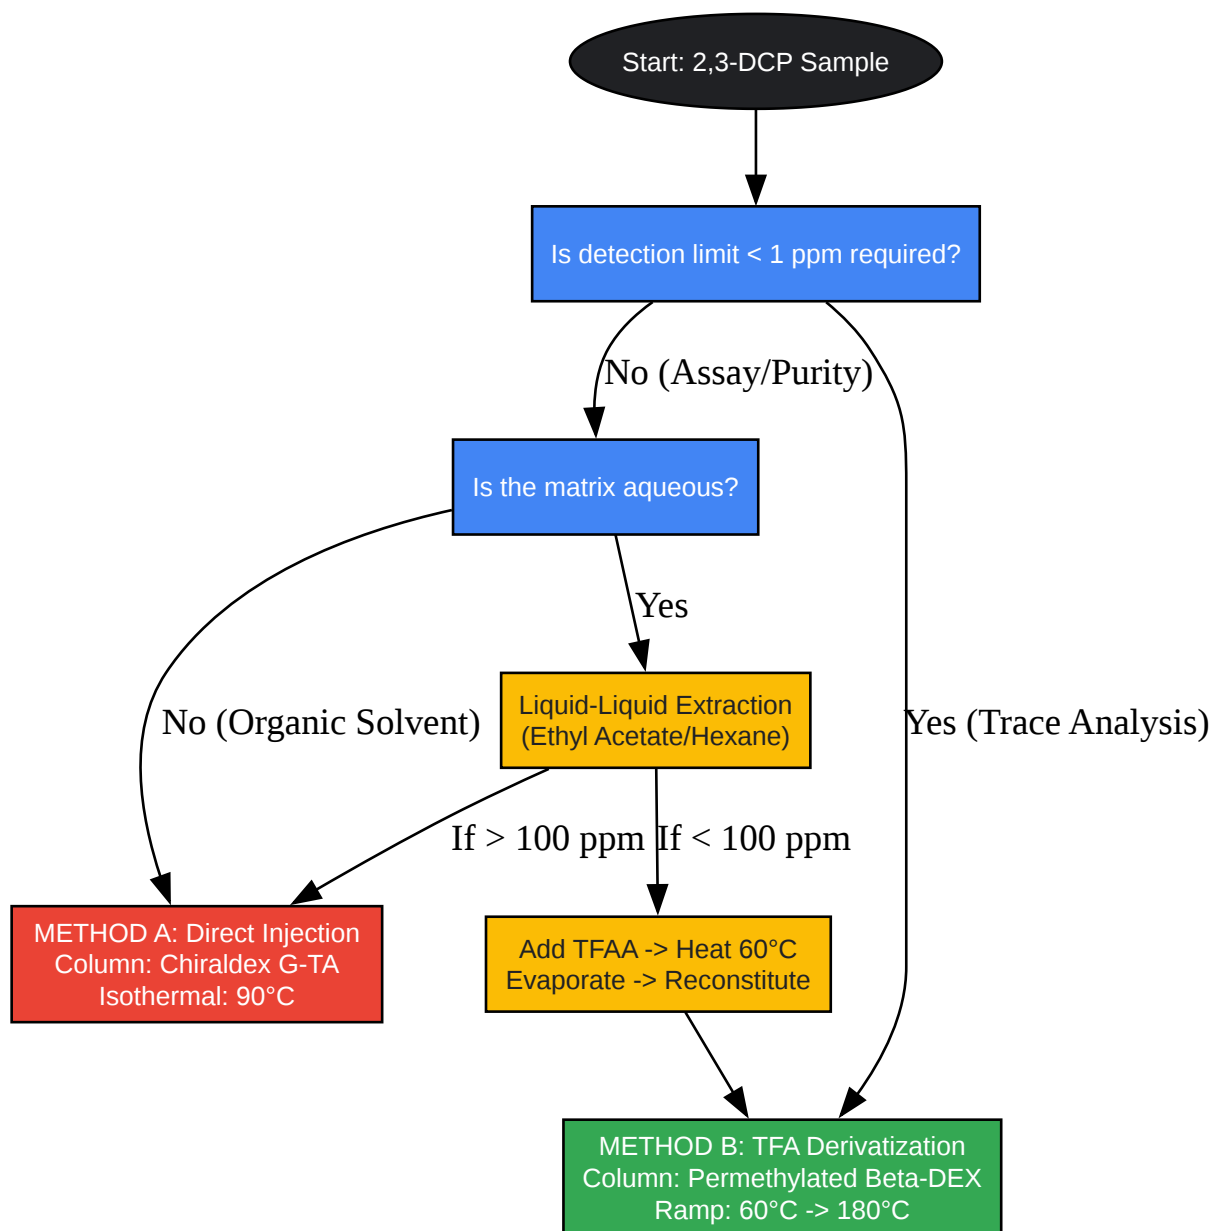 Start: 2,3-DCP Sample
Is detection limit < 1 ppm required?
No (Assay/Purity)
Is the matrix aqueous?
Yes
Liquid-Liquid Extraction
(Ethyl Acetate/Hexane)
No (Organic Solvent)
Yes (Trace Analysis)
If > 100 ppm
If < 100 ppm
METHOD A: Direct Injection
Column: Chiraldex G-TA
Isothermal: 90°C
Add TFAA -> Heat 60°C
Evaporate -> Reconstitute
METHOD B: TFA Derivatization
Column: Permethylated Beta-DEX
Ramp: 60°C -> 180°C